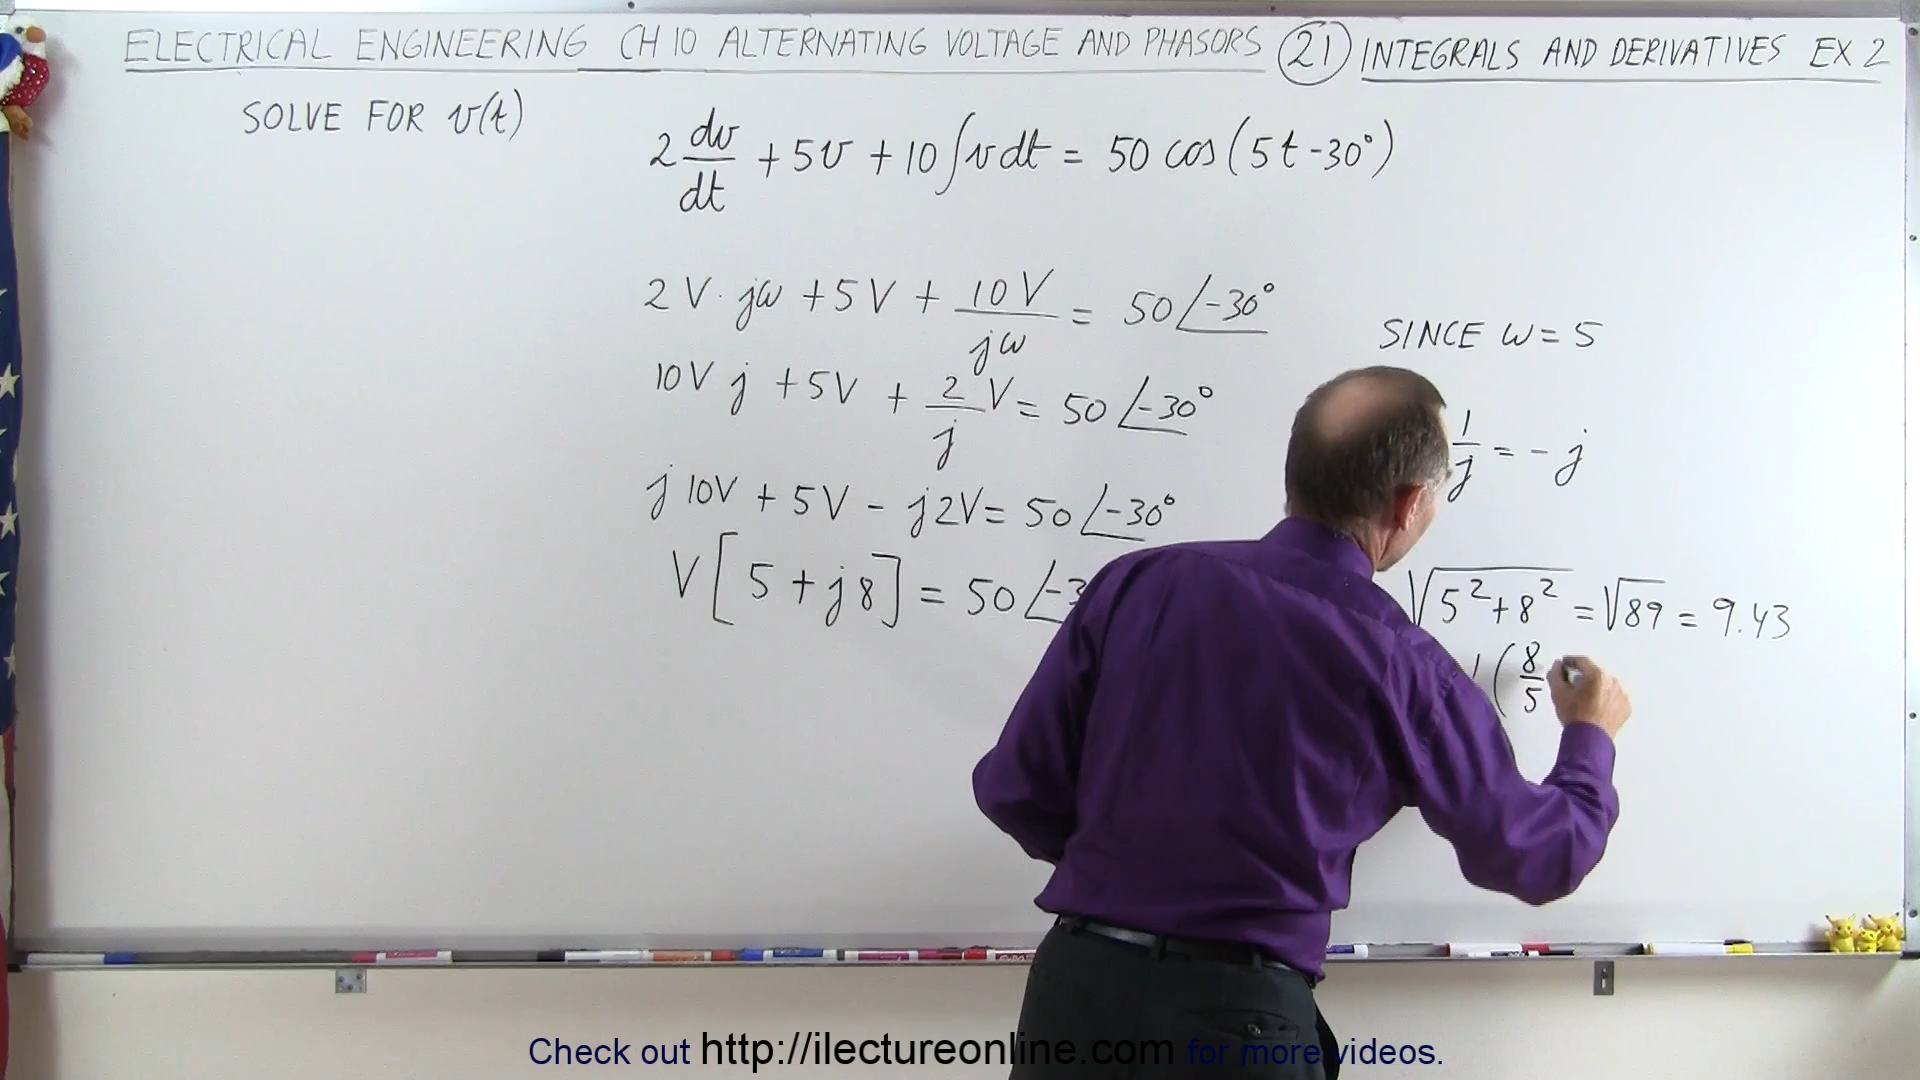 ELECTRICAL ENGINEERING CH 10 ALTERNATING VOLTAGE AND PHASORS (21) INTEGRALS AND DERIVATIVES EX 2
SOLVE FOR v(t)
2 dv/dt + 5v + 10 ∫v dt = 50 cos(5t - 30°)
2V · jω + 5V + 10V/jω = 50 ∠-30°
SINCE ω = 5
10V j + 5V + 2/j V = 50 ∠-30°
1/j = -j
j10V + 5V - j2V = 50 ∠-30°
V[5 + j8] = 50 ∠-3
√(5² + 8²) = √89 = 9.43
(8/5
Check out http://ilectureonline.com for more videos.